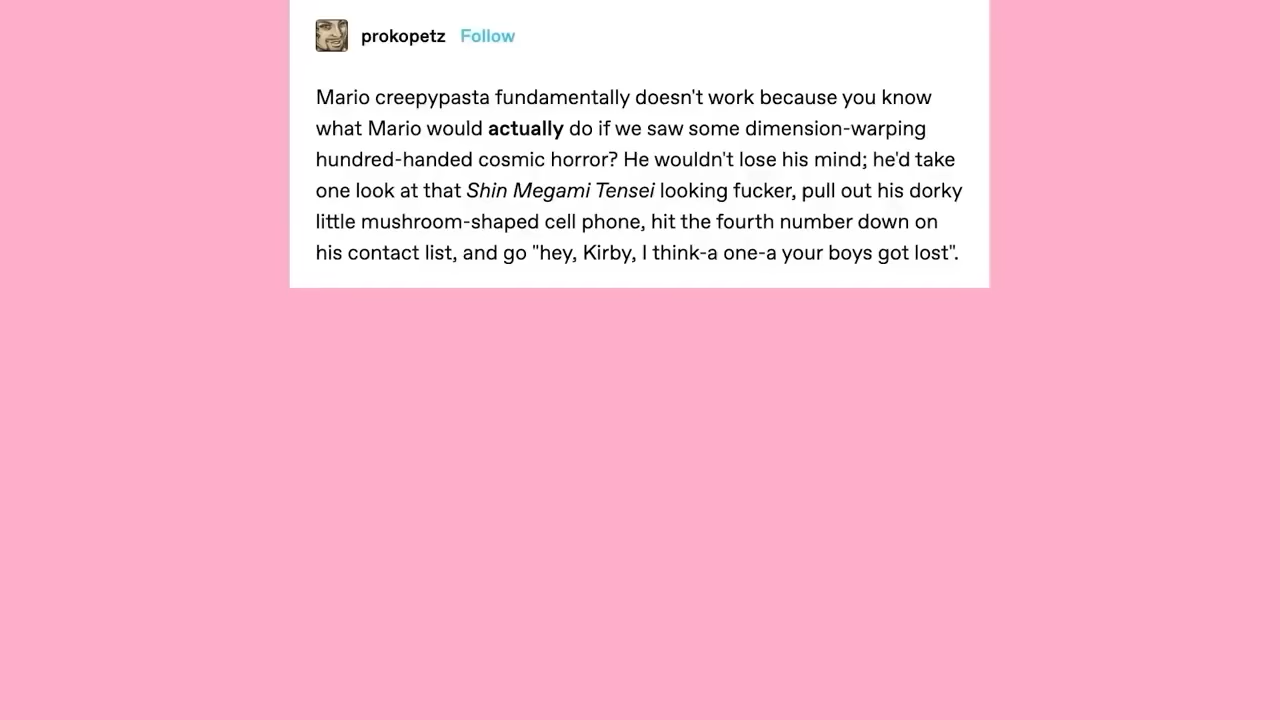 prokopetz Follow
Mario creepypasta fundamentally doesn't work because you know
what Mario would actually do if we saw some dimension-warping
hundred-handed cosmic horror? He wouldn't lose his mind; he'd take
one look at that Shin Megami Tensei looking fucker, pull out his dorky
little mushroom-shaped cell phone, hit the fourth number down on
his contact list, and go "hey, Kirby, I think-a one-a your boys got lost".